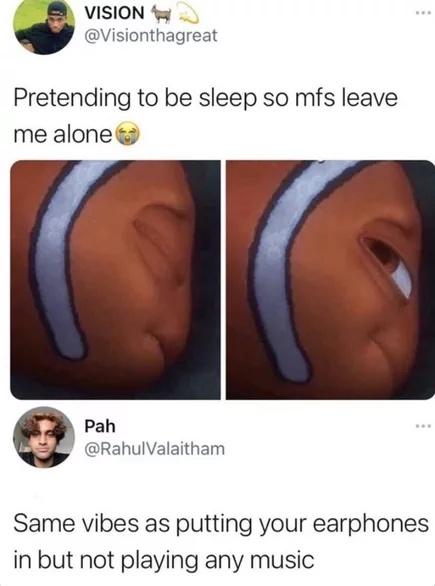 VISION 🐐 💫
@Visionthagreat
Pretending to be sleep so mfs leave
me alone😭
Pah
@RahulValaitham
Same vibes as putting your earphones
in but not playing any music